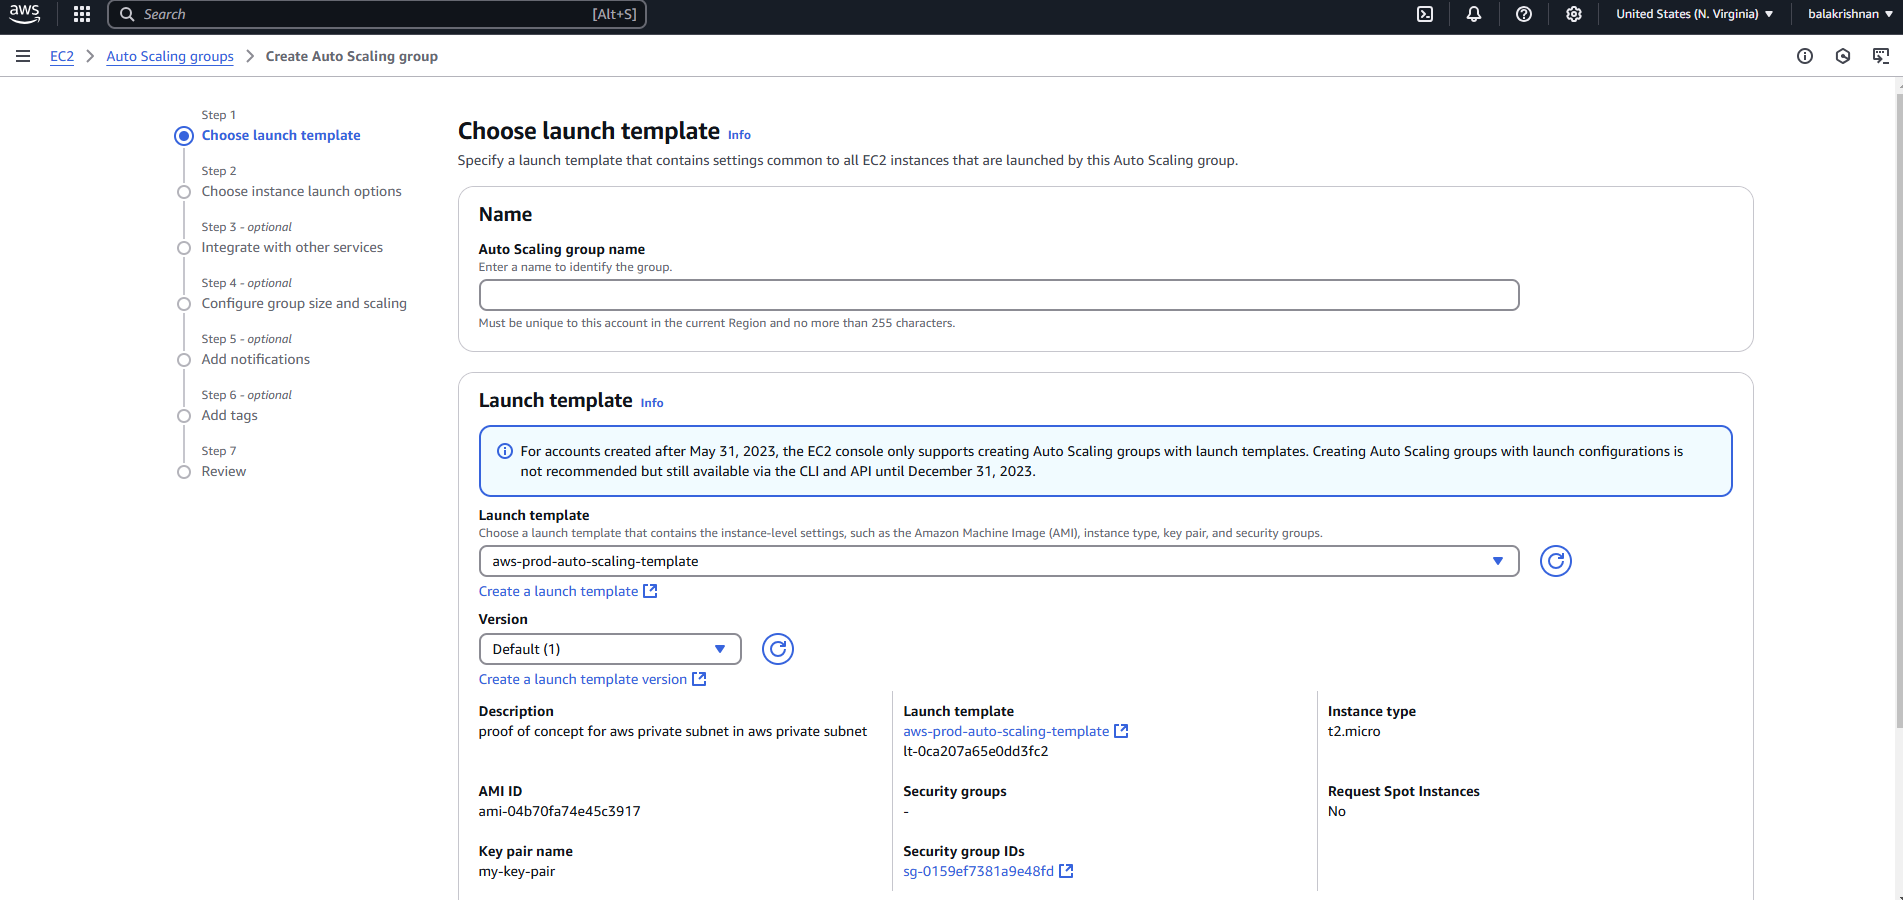 aws
Search
[Alt+S]
United States (N. Virginia)
balakrishnan
EC2
Auto Scaling groups
Create Auto Scaling group
Step 1
Choose launch template
Step 2
Choose instance launch options
Step 3 - optional
Integrate with other services
Step 4 - optional
Configure group size and scaling
Step 5 - optional
Add notifications
Step 6 - optional
Add tags
Step 7
Review
Choose launch template Info
Specify a launch template that contains settings common to all EC2 instances that are launched by this Auto Scaling group.
Name
Auto Scaling group name
Enter a name to identify the group.
Must be unique to this account in the current Region and no more than 255 characters.
Launch template Info
For accounts created after May 31, 2023, the EC2 console only supports creating Auto Scaling groups with launch templates. Creating Auto Scaling groups with launch configurations is
not recommended but still available via the CLI and API until December 31, 2023.
Launch template
Choose a launch template that contains the instance-level settings, such as the Amazon Machine Image (AMI), instance type, key pair, and security groups.
aws-prod-auto-scaling-template
Create a launch template
Version
Default (1)
Create a launch template version
Description
proof of concept for aws private subnet in aws private subnet
Launch template
aws-prod-auto-scaling-template
lt-0ca207a65e0dd3fc2
Instance type
t2.micro
AMI ID
ami-04b70fa74e45c3917
Security groups
-
Request Spot Instances
No
Key pair name
my-key-pair
Security group IDs
sg-0159ef7381a9e48fd